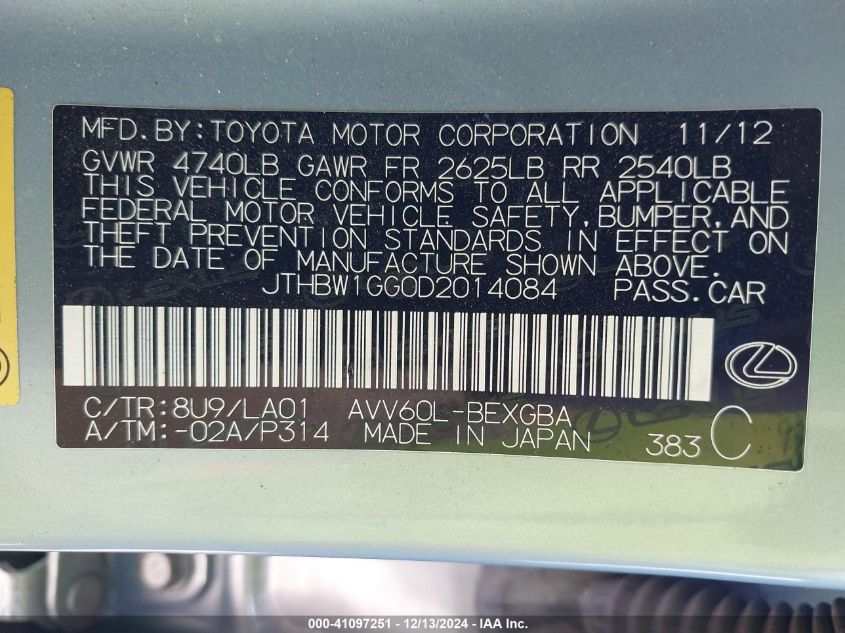 MFD. BY: TOYOTA MOTOR CORPORATION 11/12
GVWR 4740LB GAWR FR 2625LB RR 2540LB
THIS VEHICLE CONFORMS TO ALL APPLICABLE
FEDERAL MOTOR VEHICLE SAFETY, BUMPER, AND
THEFT PREVENTION STANDARDS IN EFFECT ON
THE DATE OF MANUFACTURE SHOWN ABOVE.
JTHBW1GG0D2014084 PASS. CAR
C/TR: 8U9/LA01 AVV60L-BEXGBA
A/TM: -02A/P314 MADE IN JAPAN 383 C
000-41097251 - 12/13/2024 - IAA Inc.